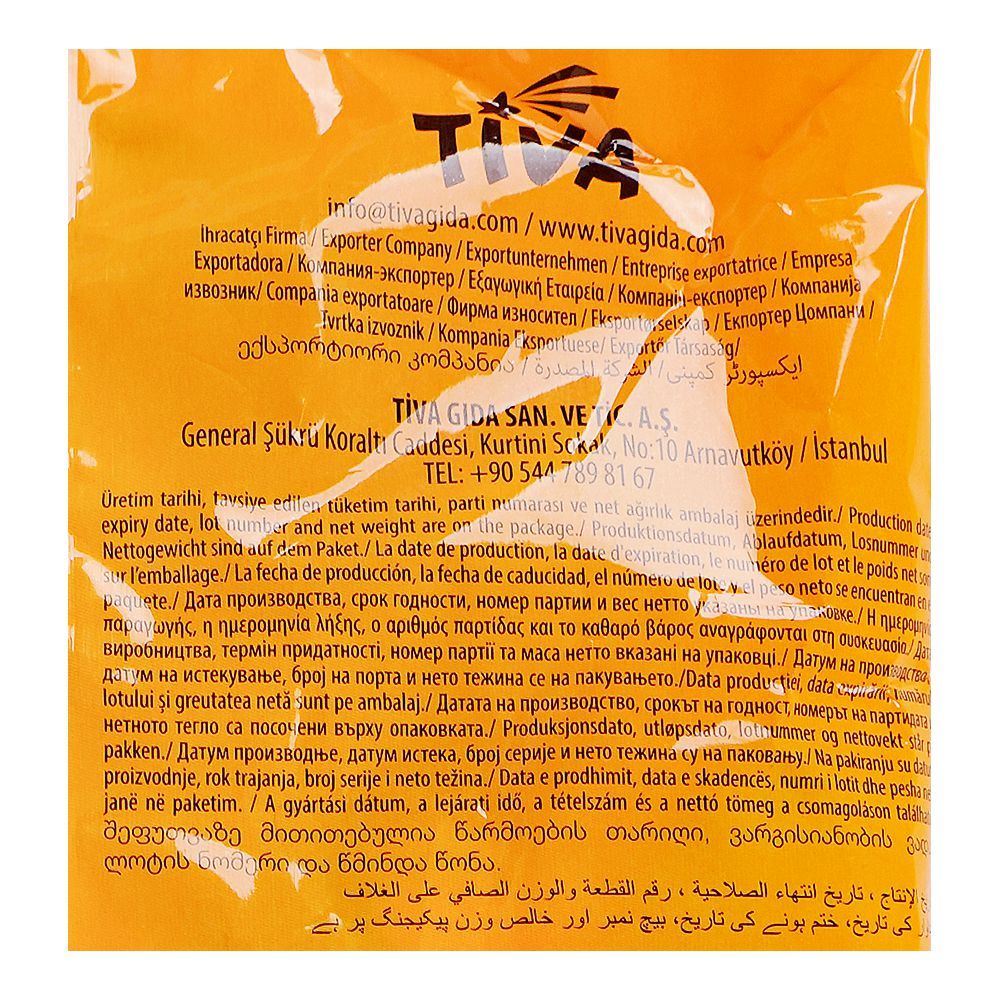 TİVA
info@tivagida.com / www.tivagida.com
İhracatçı Firma / Exporter Company / Exportunternehmen / Entreprise exportatrice / Empresa
Exportadora / Компания-экспортер / Εξαγωγική Εταιρεία / Компанія-експортер / Компанија
извозник/ Compania exportatoare / Фирма износител / Eksportørselskap / Екпортер Цомпани /
Tvrtka izvoznik / Kompania Eksportuese/ Exportőr Társaság/
ექსპორტიორი კომპანია / الشركة المصدرة / ایکسپورٹر کمپنی
TİVA GIDA SAN. VE TİC. A.Ş.
General Şükrü Koraltı Caddesi, Kurtini Sokak, No:10 Arnavutköy / İstanbul
TEL: +90 544 789 81 67
Üretim tarihi, tavsiye edilen tüketim tarihi, parti numarası ve net ağırlık ambalaj üzerindedir./ Production date,
expiry date, lot number and net weight are on the package./ Produktionsdatum, Ablaufdatum, Losnummer und
Nettogewicht sind auf dem Paket./ La date de production, la date d'expiration, le numéro de lot et le poids net sont
sur l'emballage./ La fecha de producción, la fecha de caducidad, el número de lote y el peso neto se encuentran en e
paquete./ Дата производства, срок годности, номер партии и вес нетто указаны на упаковке./ Η ημερομηνία
παραγωγής, η ημερομηνία λήξης, ο αριθμός παρτίδας και το καθαρό βάρος αναγράφονται στη συσκευασία./ Дата
виробництва, термін придатності, номер партії та маса нетто вказані на упаковці./ Датум на производства
датум на истекување, број на порта и нето тежина се на пакувањето./Data producției, data expirării, numărul
lotului și greutatea netă sunt pe ambalaj./ Датата на производство, срокът на годност, номерът на партидата
нетното тегло са посочени върху опаковката./ Produksjonsdato, utløpsdato, lotnummer og nettovekt står p
pakken./ Датум производње, датум истека, број серије и нето тежина су на паковању./ Na pakiranju su datu
proizvodnje, rok trajanja, broj serije i neto težina./ Data e prodhimit, data e skadencës, numri i lotit dhe pesha ne
janë në paketim. / A gyártási dátum, a lejárati idő, a tételszám és a nettó tömeg a csomagoláson találha
შეფუთვაზე მითითებულია წარმოების თარიღი, ვარგისიანობის ვად
ლოტის ნომერი და წმინდა წონა.
الإنتاج ، تاريخ انتهاء الصلاحية ، رقم القطعة والوزن الصافي على الغلاف
کی تاریخ، ختم ہونے کی تاریخ، بیچ نمبر اور خالص وزن پیکیجنگ پر ہے